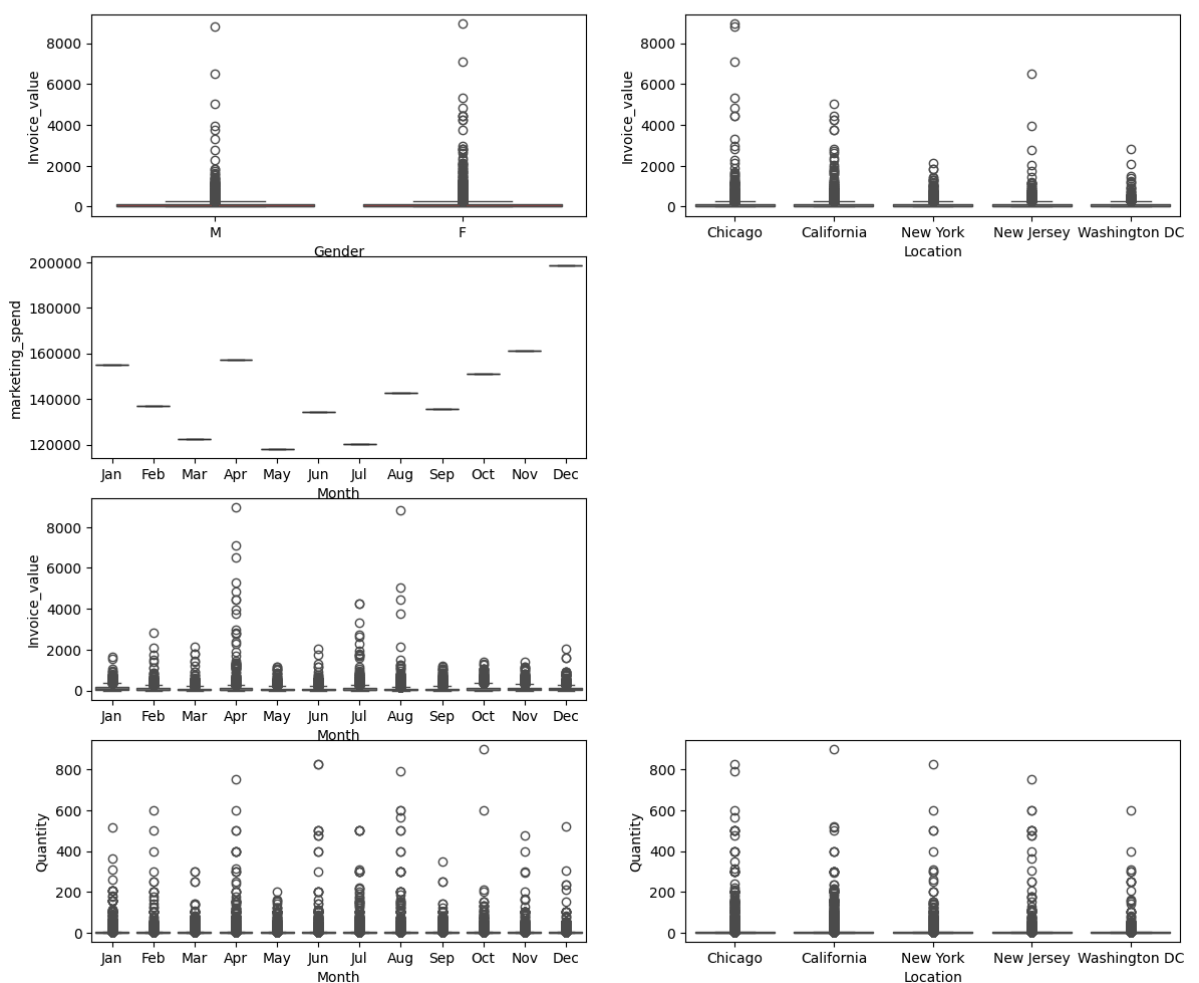 8000
6000
4000
2000
0
Invoice_value
M F
Gender
8000
6000
4000
2000
0
Invoice_value
Chicago California New York New Jersey Washington DC
Location
200000
180000
160000
140000
120000
marketing_spend
Jan Feb Mar Apr May Jun Jul Aug Sep Oct Nov Dec
Month
8000
6000
4000
2000
0
Invoice_value
Jan Feb Mar Apr May Jun Jul Aug Sep Oct Nov Dec
Month
800
600
400
200
0
Quantity
Jan Feb Mar Apr May Jun Jul Aug Sep Oct Nov Dec
Month
800
600
400
200
0
Quantity
Chicago California New York New Jersey Washington DC
Location